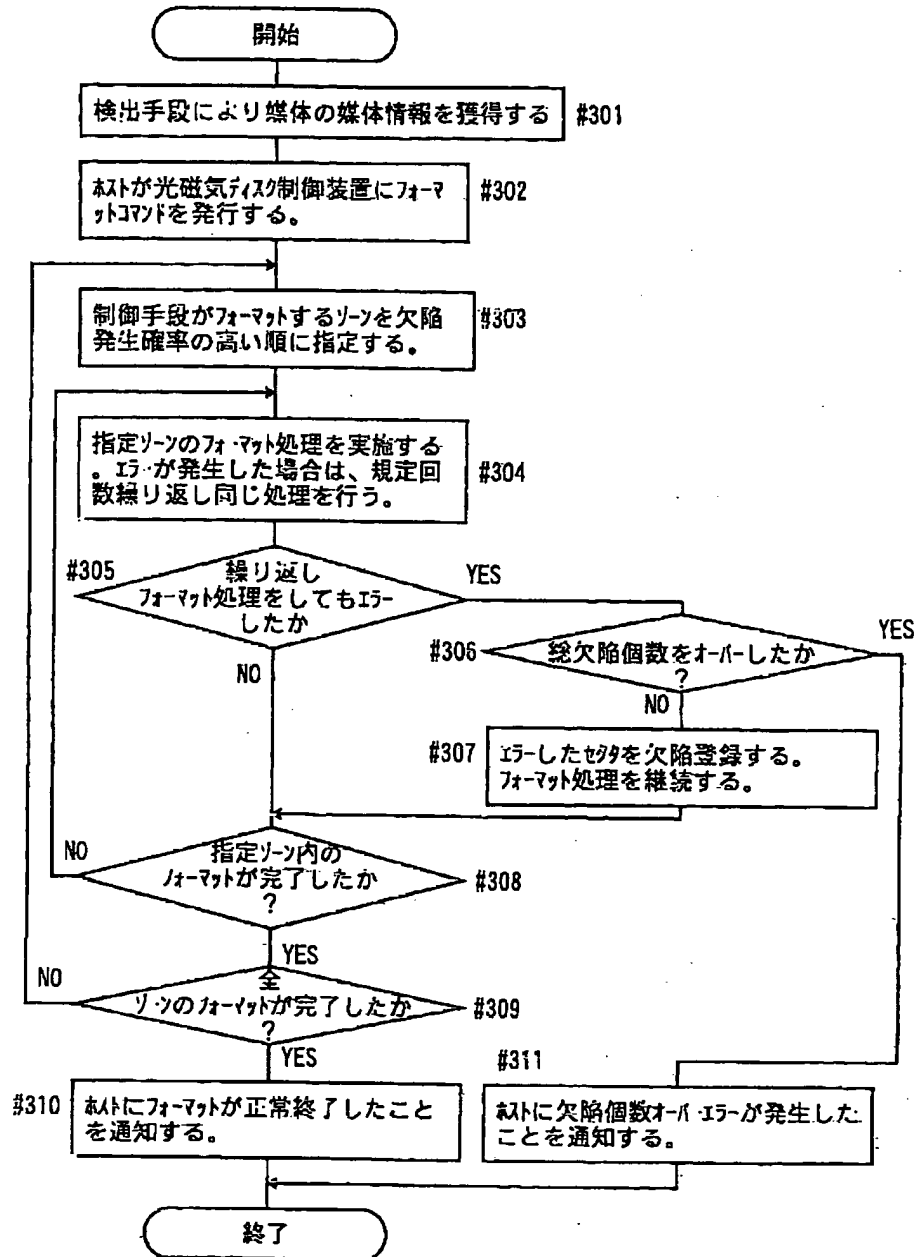 開始
検出手段により媒体の媒体情報を獲得する
#301
ホストが光磁気ディスク制御装置にフォーマ
ットコマンドを発行する。
#302
制御手段がフォーマットするゾーンを欠陥
発生確率の高い順に指定する。
#303
指定ゾーンのフォーマット処理を実施する
。エラーが発生した場合は、規定回
数繰り返し同じ処理を行う。
#304
#305
繰り返し
フォーマット処理をしてもエラー
したか
YES
NO
#306
総欠陥個数をオーバーしたか
?
YES
NO
#307
エラーしたセクタを欠陥登録する。
フォーマット処理を継続する。
NO
指定ゾーン内の
フォーマットが完了したか
?
#308
YES
NO
全
ゾーンのフォーマットが完了したか
?
#309
YES
#310
ホストにフォーマットが正常終了したこと
を通知する。
#311
ホストに欠陥個数オーバーエラーが発生した
ことを通知する。
終了